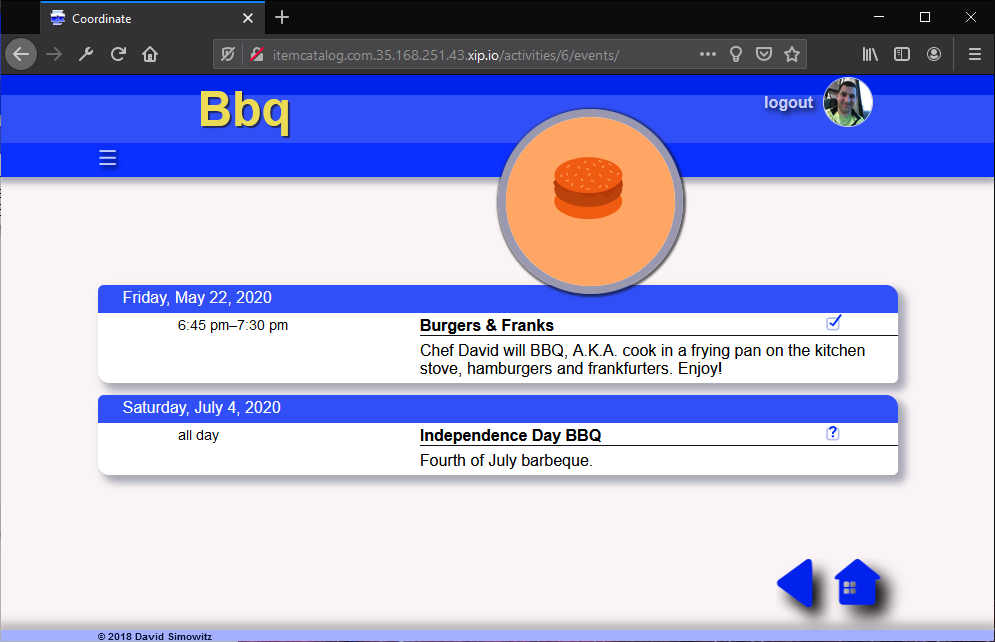 Coordinate
itemcatalog.com.35.168.251.43.xip.io/activities/6/events/
Bbq
logout
Friday, May 22, 2020
6:45 pm–7:30 pm
Burgers & Franks
Chef David will BBQ, A.K.A. cook in a frying pan on the kitchen
stove, hamburgers and frankfurters. Enjoy!
Saturday, July 4, 2020
all day
Independence Day BBQ
?
Fourth of July barbeque.
© 2018 David Simowitz